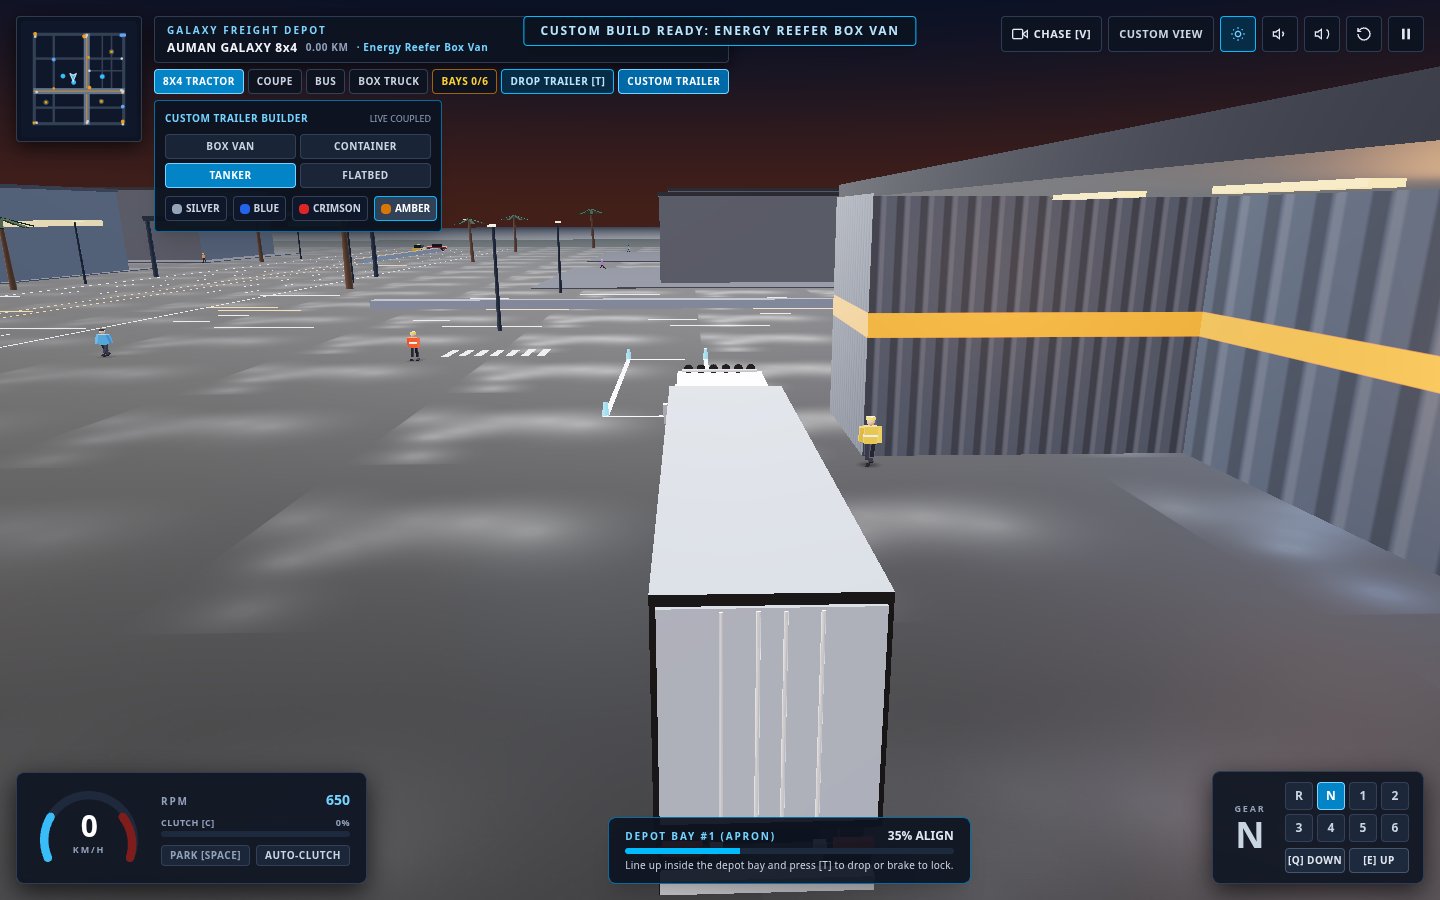 GALAXY FREIGHT DEPOT
AUMAN GALAXY 8x4 0.00 KM · Energy Reefer Box Van
CUSTOM BUILD READY: ENERGY REEFER BOX VAN
CHASE [V]
CUSTOM VIEW
8X4 TRACTOR
COUPE
BUS
BOX TRUCK
BAYS 0/6
DROP TRAILER [T]
CUSTOM TRAILER
CUSTOM TRAILER BUILDER
LIVE COUPLED
BOX VAN
CONTAINER
TANKER
FLATBED
SILVER
BLUE
CRIMSON
AMBER
0
KM/H
RPM 650
CLUTCH [C] 0%
PARK [SPACE]
AUTO-CLUTCH
DEPOT BAY #1 (APRON) 35% ALIGN
Line up inside the depot bay and press [T] to drop or brake to lock.
GEAR
N
R N 1 2
3 4 5 6
[Q] DOWN [E] UP